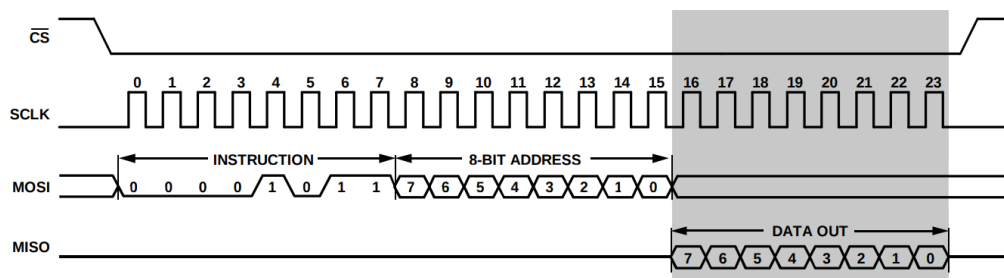 CS
0 1 2 3 4 5 6 7 8 9 10 11 12 13 14 15 16 17 18 19 20 21 22 23
SCLK
INSTRUCTION 8-BIT ADDRESS
MOSI 0 0 0 0 1 0 1 1 7 6 5 4 3 2 1 0
DATA OUT
MISO 7 6 5 4 3 2 1 0